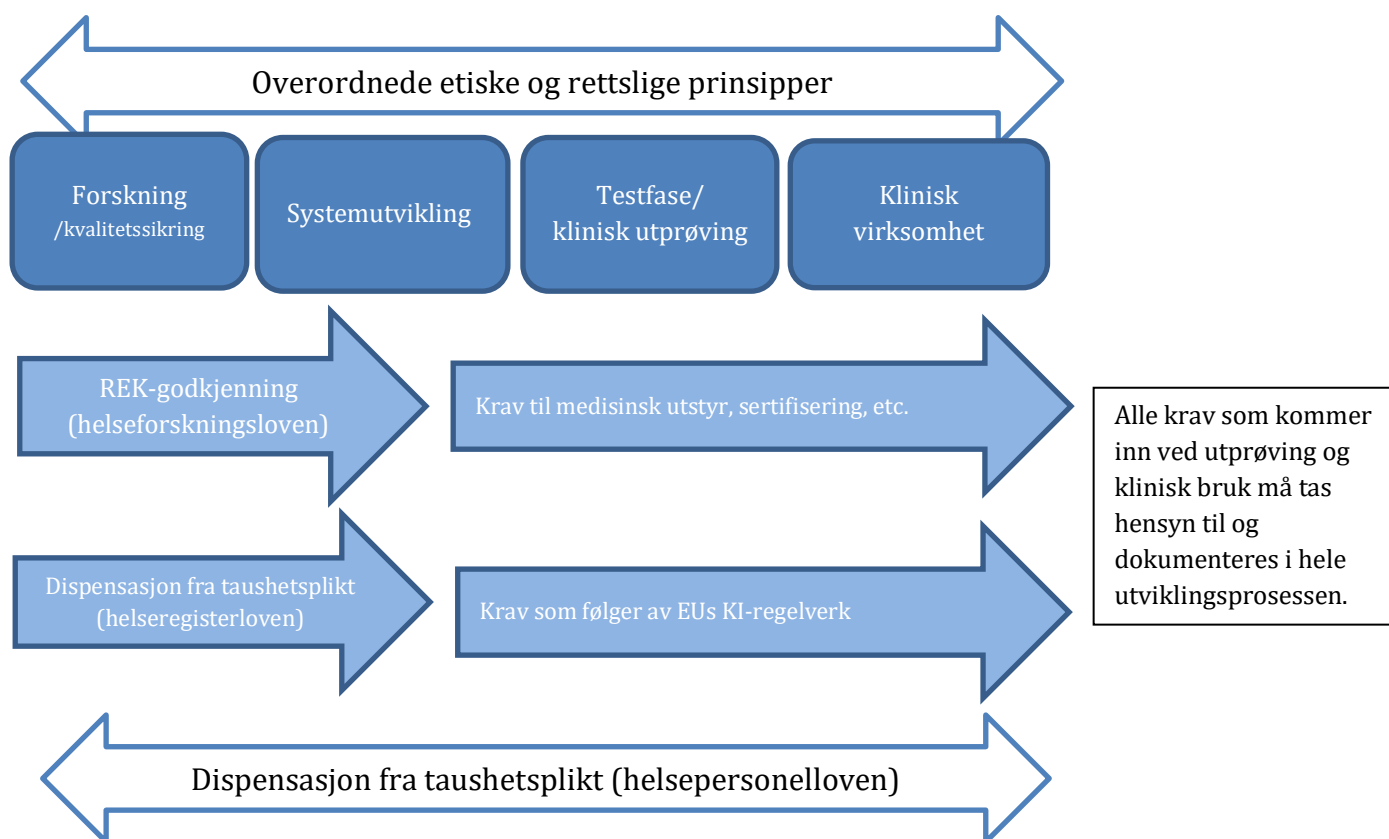 Overordnede etiske og rettslige prinsipper
Forskning
/kvalitetssikring
Systemutvikling
Testfase/
klinisk utprøving
Klinisk
virksomhet
REK-godkjenning
(helseforskningsloven)
Krav til medisinsk utstyr, sertifisering, etc.
Dispensasjon fra taushetsplikt
(helseregisterloven)
Krav som følger av EUs KI-regelverk
Alle krav som kommer
inn ved utprøving og
klinisk bruk må tas
hensyn til og
dokumenteres i hele
utviklingsprosessen.
Dispensasjon fra taushetsplikt (helsepersonelloven)